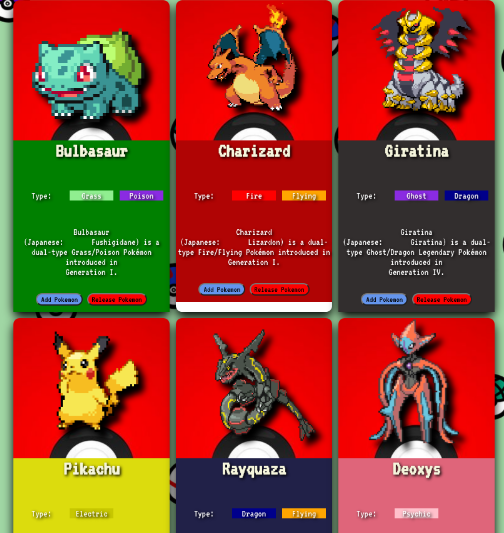 Bulbasaur
Type: Grass Poison
Bulbasaur
(Japanese: Fushigidane) is a
dual-type Grass/Poison Pokémon
introduced in
Generation I.
Add Pokemon Release Pokemon
Charizard
Type: Fire Flying
Charizard
(Japanese: Lizardon) is a dual-
type Fire/Flying Pokémon introduced in
Generation I.
Add Pokemon Release Pokemon
Giratina
Type: Ghost Dragon
Giratina
(Japanese: Giratina) is a dual-
type Ghost/Dragon Legendary Pokémon
introduced in
Generation IV.
Add Pokemon Release Pokemon
Pikachu
Type: Electric
Rayquaza
Type: Dragon Flying
Deoxys
Type: Psychic